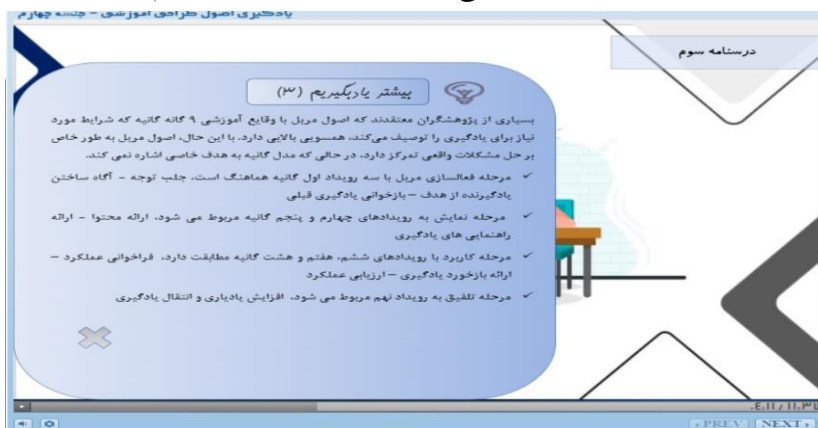 یادگیری اصول طراحی آموزشی – جلسه چهارم
درسنامه سوم
بیشتر یادبگیریم (۳)
بسیاری از پژوهشگران معتقدند که اصول مریل با وقایع آموزشی ۹ گانه گانیه که شرایط مورد
نیاز برای یادگیری را توصیف می‌کنند، همسویی بالایی دارد. با این حال، اصول مریل به طور خاص
بر حل مشکلات واقعی تمرکز دارد، در حالی که مدل گانیه به هدف خاصی اشاره نمی کند.
✓ مرحله فعالسازی مریل با سه رویداد اول گانیه هماهنگ است، جلب توجه – آگاه ساختن
یادگیرنده از هدف – بازخوانی یادگیری قبلی
✓ مرحله نمایش به رویدادهای چهارم و پنجم گانیه مربوط می شود، ارائه محتوا – ارائه
راهنمایی های یادگیری
✓ مرحله کاربرد با رویدادهای ششم، هفتم و هشت گانیه مطابقت دارد، فراخوانی عملکرد –
ارائه بازخورد یادگیری – ارزیابی عملکرد
✓ مرحله تلفیق به رویداد نهم مربوط می شود، افزایش یادیاری و انتقال یادگیری
PREV NEXT